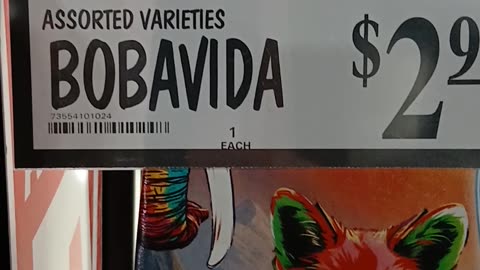 ASSORTED VARIETIES
BOBAVIDA
$2 9
73554101024
1
EACH